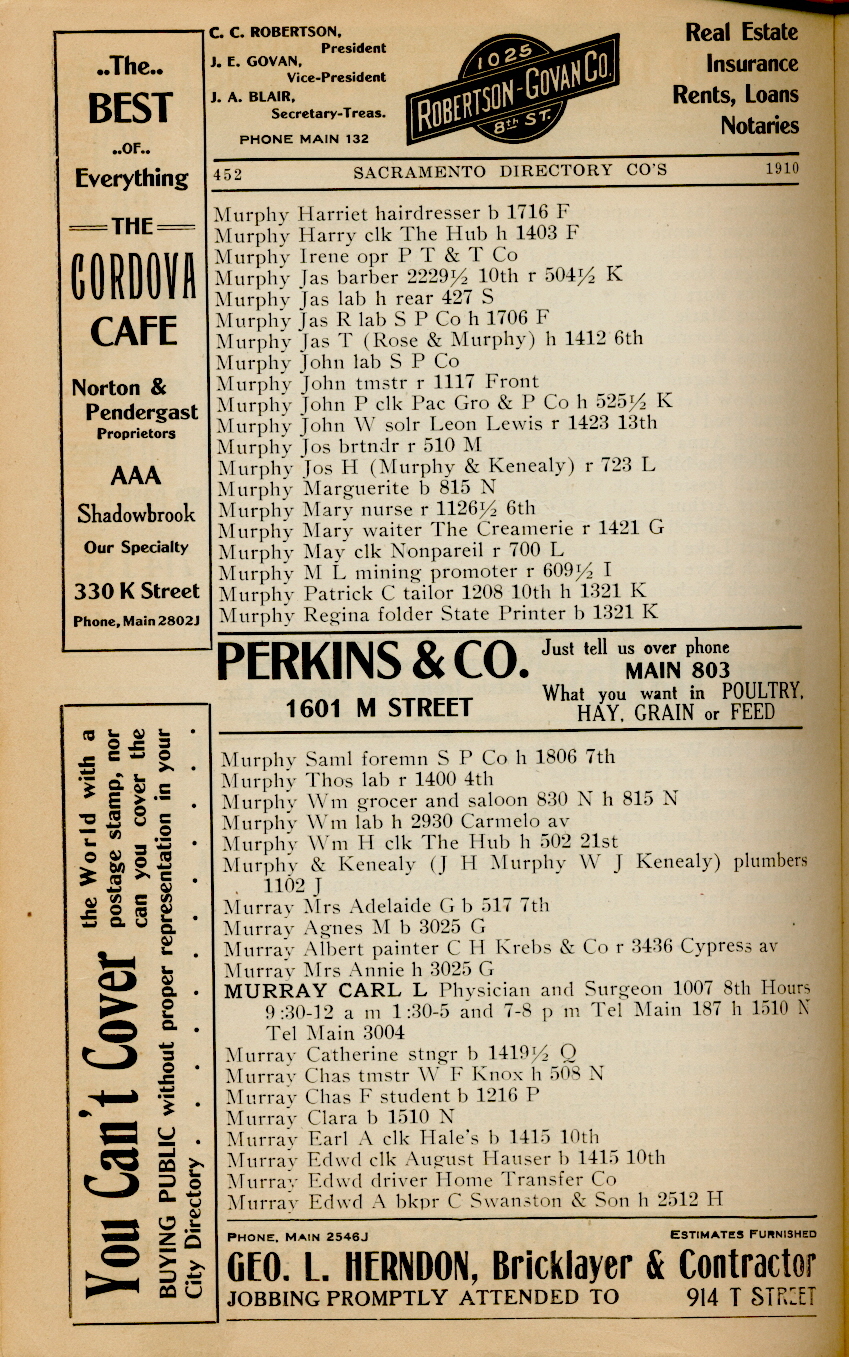 C. C. ROBERTSON,
President
J. E. GOVAN,
Vice-President
J. A. BLAIR,
Secretary-Treas.
PHONE MAIN 132
1025
ROBERTSON-GOVAN CO.
8th ST.
Real Estate
Insurance
Rents, Loans
Notaries
452 SACRAMENTO DIRECTORY CO'S 1910
..The..
BEST
..OF..
Everything
THE
CORDOVA
CAFE
Norton &
Pendergast
Proprietors
AAA
Shadowbrook
Our Specialty
330 K Street
Phone, Main 2802J
Murphy Harriet hairdresser b 1716 F
Murphy Harry clk The Hub h 1403 F
Murphy Irene opr P T & T Co
Murphy Jas barber 2229½ 10th r 504½ K
Murphy Jas lab h rear 427 S
Murphy Jas R lab S P Co h 1706 F
Murphy Jas T (Rose & Murphy) h 1412 6th
Murphy John lab S P Co
Murphy John tmstr r 1117 Front
Murphy John P clk Pac Gro & P Co h 525½ K
Murphy John W solr Leon Lewis r 1423 13th
Murphy Jos brtndr r 510 M
Murphy Jos H (Murphy & Kenealy) r 723 L
Murphy Marguerite b 815 N
Murphy Mary nurse r 1126½ 6th
Murphy Mary waiter The Creamerie r 1421 G
Murphy May clk Nonpareil r 700 L
Murphy M L mining promoter r 609½ I
Murphy Patrick C tailor 1208 10th h 1321 K
Murphy Regina folder State Printer b 1321 K
PERKINS & CO.
1601 M STREET
Just tell us over phone
MAIN 803
What you want in POULTRY,
HAY, GRAIN or FEED
You Can't Cover the World with a
postage stamp, nor
can you cover the
BUYING PUBLIC without proper representation in your
City Directory . . . . . . . . . .
Murphy Saml foremn S P Co h 1806 7th
Murphy Thos lab r 1400 4th
Murphy Wm grocer and saloon 830 N h 815 N
Murphy Wm lab h 2930 Carmelo av
Murphy Wm H clk The Hub h 502 21st
Murphy & Kenealy (J H Murphy W J Kenealy) plumbers
1102 J
Murray Mrs Adelaide G b 517 7th
Murray Agnes M b 3025 G
Murray Albert painter C H Krebs & Co r 3436 Cypress av
Murray Mrs Annie h 3025 G
MURRAY CARL L Physician and Surgeon 1007 8th Hours
9:30-12 a m 1:30-5 and 7-8 p m Tel Main 187 h 1510 N
Tel Main 3004
Murray Catherine stngr b 1419½ Q
Murray Chas tmstr W F Knox h 508 N
Murray Chas F student b 1216 P
Murray Clara b 1510 N
Murray Earl A clk Hale's b 1415 10th
Murray Edwd clk August Hauser b 1415 10th
Murray Edwd driver Home Transfer Co
Murray Edwd A bkpr C Swanston & Son h 2512 H
PHONE, MAIN 2546J ESTIMATES FURNISHED
GEO. L. HERNDON, Bricklayer & Contractor
JOBBING PROMPTLY ATTENDED TO 914 T STREET